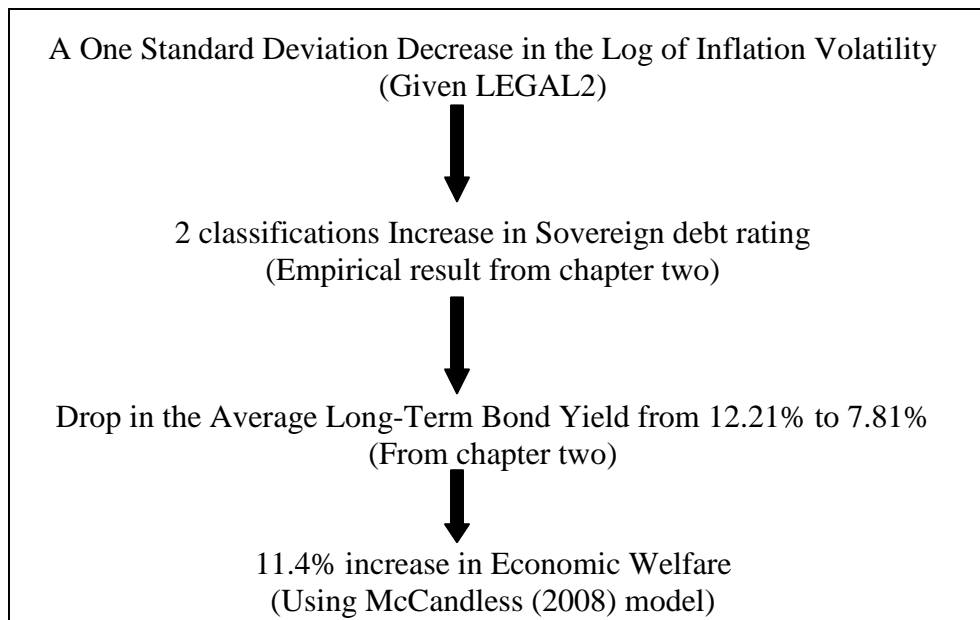 A One Standard Deviation Decrease in the Log of Inflation Volatility
(Given LEGAL2)
2 classifications Increase in Sovereign debt rating
(Empirical result from chapter two)
Drop in the Average Long-Term Bond Yield from 12.21% to 7.81%
(From chapter two)
11.4% increase in Economic Welfare
(Using McCandless (2008) model)